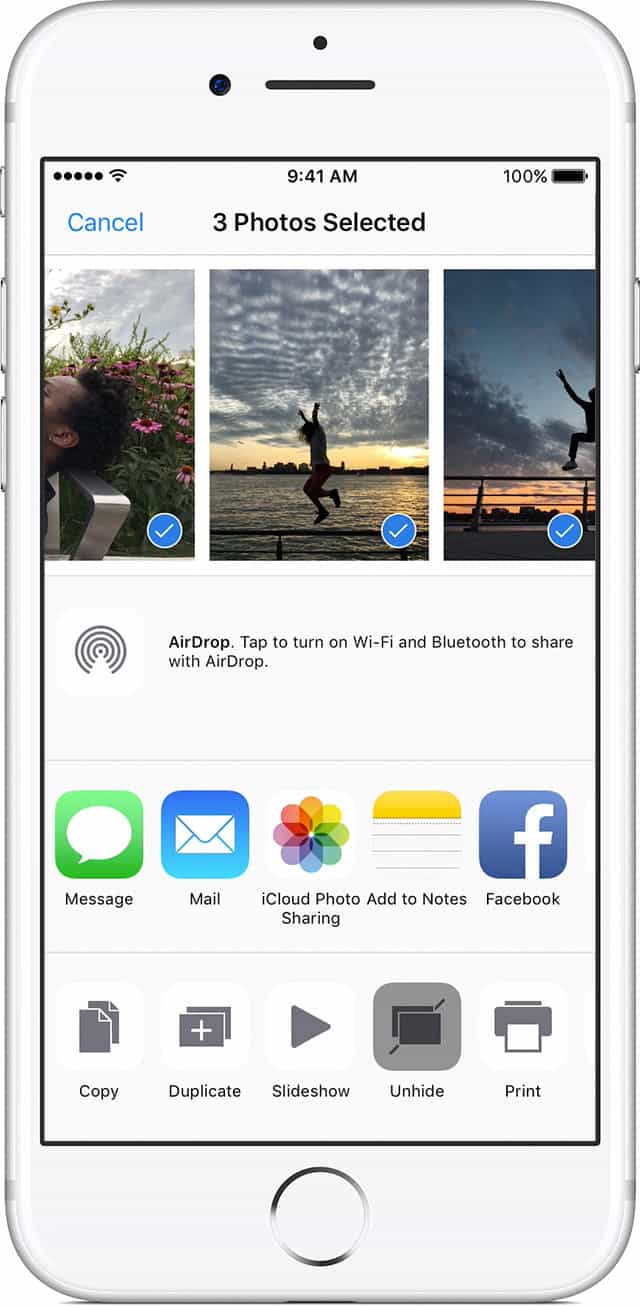 9:41 AM
100%
Cancel
3 Photos Selected
AirDrop. Tap to turn on Wi-Fi and Bluetooth to share
with AirDrop.
Message
Mail
iCloud Photo
Sharing
Add to Notes
Facebook
Copy
Duplicate
Slideshow
Unhide
Print